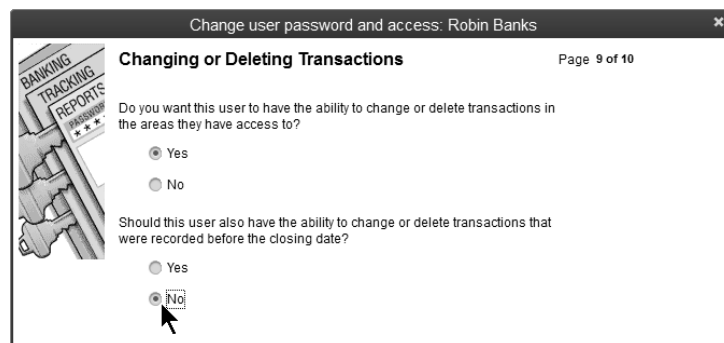 Change user password and access: Robin Banks
BANKING
TRACKING
REPORTS
PASSWOR
****
Changing or Deleting Transactions
Page 9 of 10
Do you want this user to have the ability to change or delete transactions in
the areas they have access to?
Yes
No
Should this user also have the ability to change or delete transactions that
were recorded before the closing date?
Yes
No